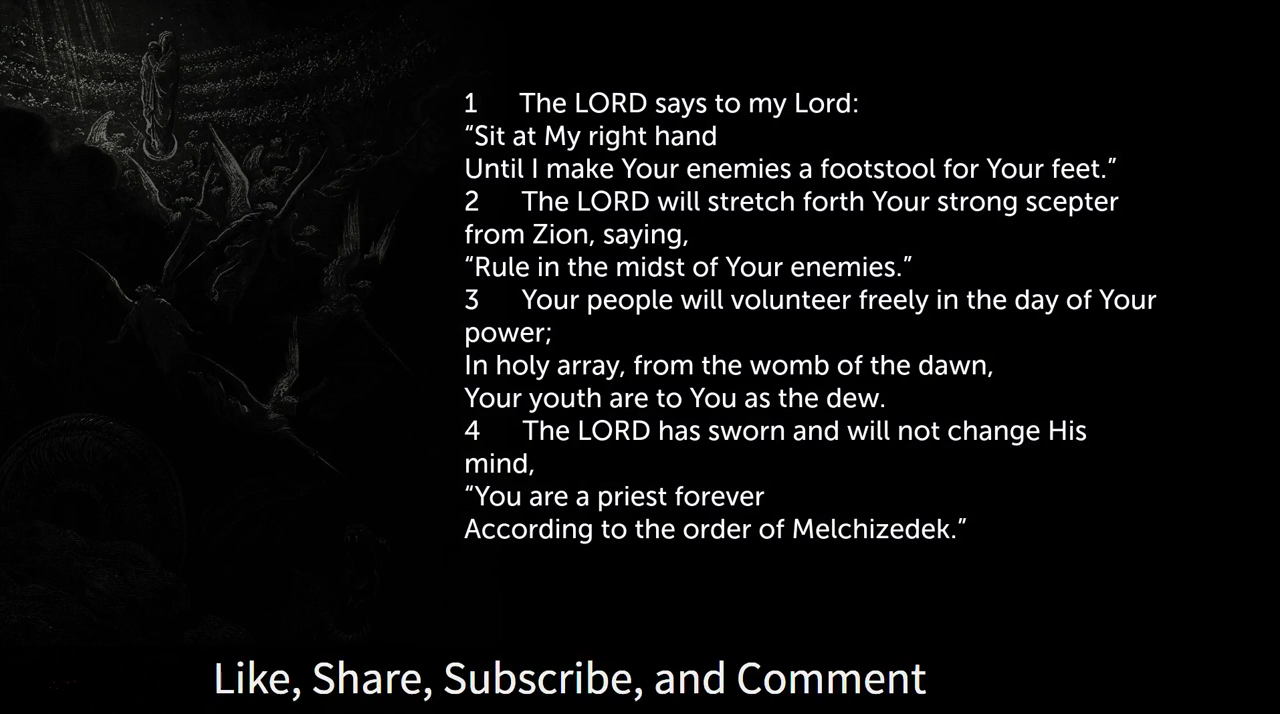 1 The LORD says to my Lord:
“Sit at My right hand
Until I make Your enemies a footstool for Your feet.”
2 The LORD will stretch forth Your strong scepter
from Zion, saying,
“Rule in the midst of Your enemies.”
3 Your people will volunteer freely in the day of Your
power;
In holy array, from the womb of the dawn,
Your youth are to You as the dew.
4 The LORD has sworn and will not change His
mind,
“You are a priest forever
According to the order of Melchizedek.”
Like, Share, Subscribe, and Comment